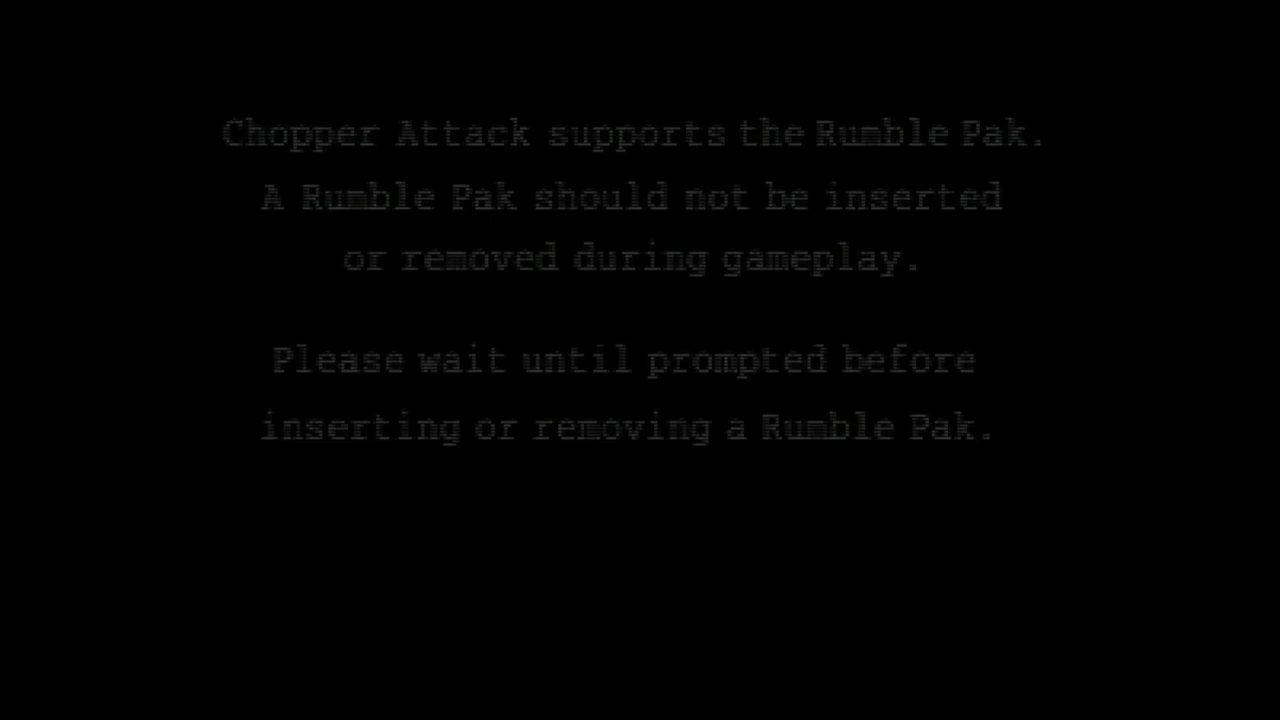 Chopper Attack supports the Rumble Pak.
A Rumble Pak should not be inserted
or removed during gameplay.
Please wait until prompted before
inserting or removing a Rumble Pak.